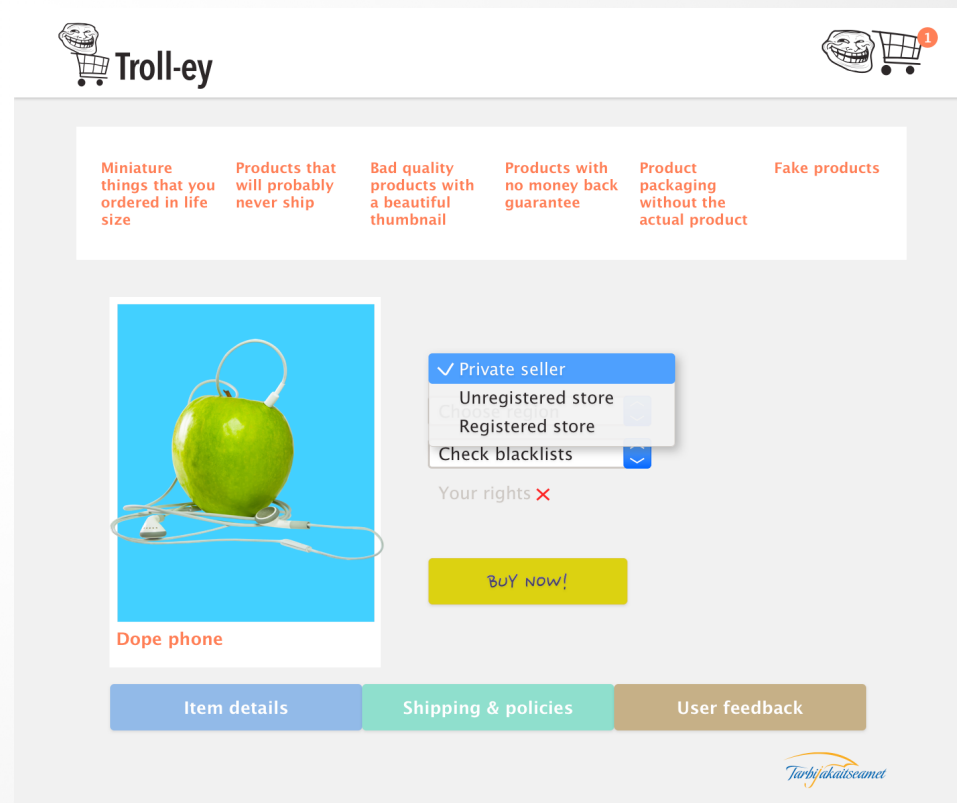 Troll-ey
1
Miniature
things that you
ordered in life
size
Products that
will probably
never ship
Bad quality
products with
a beautiful
thumbnail
Products with
no money back
guarantee
Product
packaging
without the
actual product
Fake products
Private seller
Unregistered store
Choose region
Registered store
Check blacklists
Your rights
BUY NOW!
Dope phone
Item details
Shipping & policies
User feedback
Tarbijakaitseamet